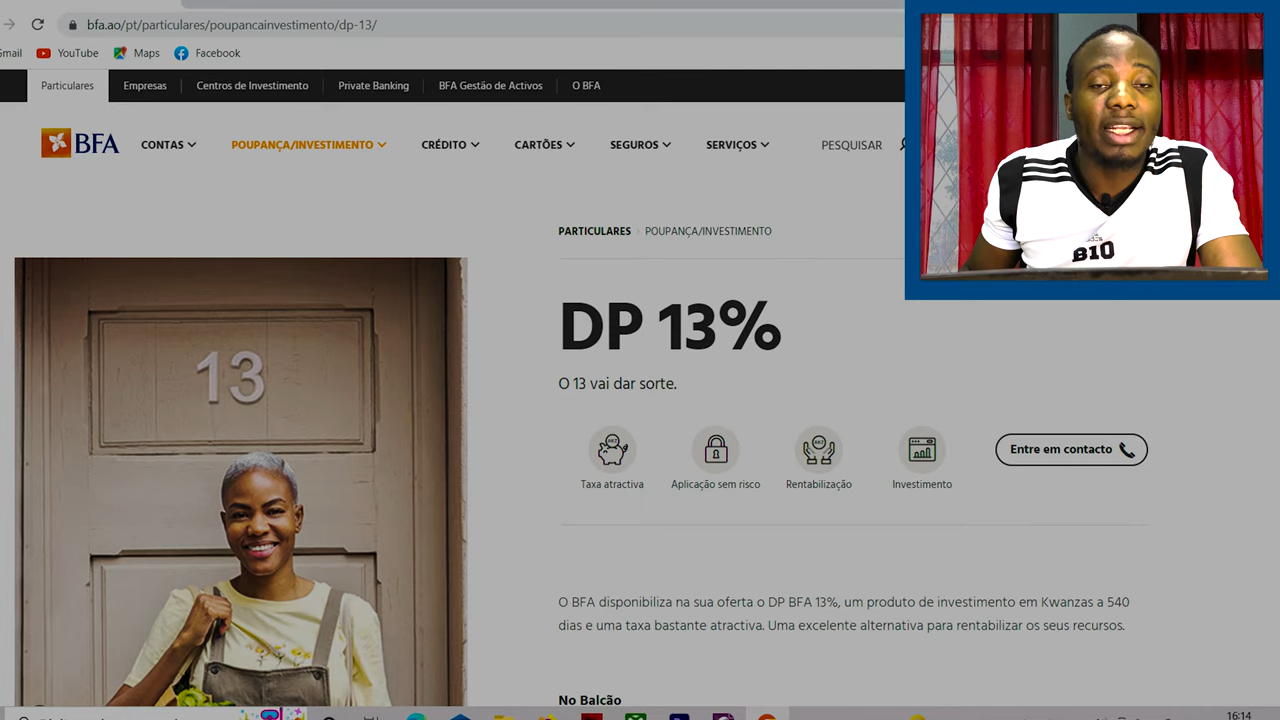 bfa.ao/pt/particulares/poupancainvestimento/dp-13/
Gmail YouTube Maps Facebook
Particulares Empresas Centros de Investimento Private Banking BFA Gestão de Activos O BFA
BFA CONTAS POUPANÇA/INVESTIMENTO CRÉDITO CARTÕES SEGUROS SERVIÇOS PESQUISAR
PARTICULARES › POUPANÇA/INVESTIMENTO
B10
13
DP 13%
O 13 vai dar sorte.
Taxa atractiva Aplicação sem risco Rentabilização Investimento
Entre em contacto
O BFA disponibiliza na sua oferta o DP BFA 13%, um produto de investimento em Kwanzas a 540
dias e uma taxa bastante atractiva. Uma excelente alternativa para rentabilizar os seus recursos.
No Balcão
16:14